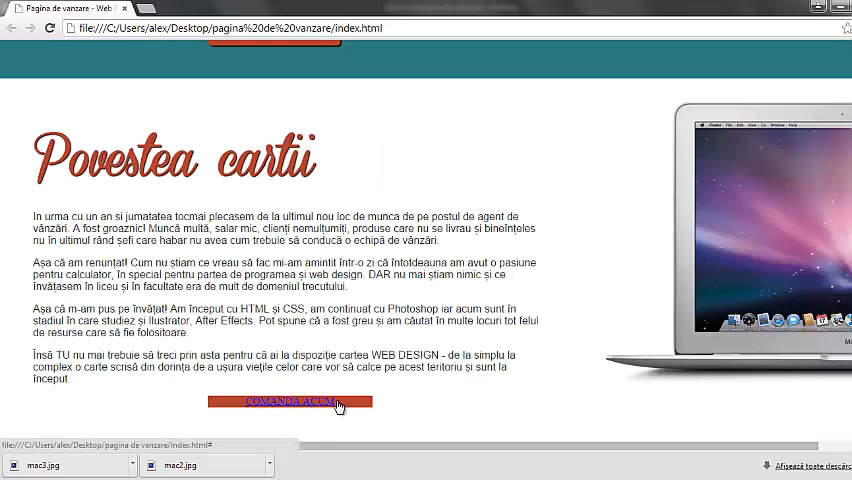 Pagina de vanzare - Web
file:///C:/Users/alex/Desktop/pagina%20de%20vanzare/index.html
Povestea cartii
In urma cu un an si jumatatea tocmai plecasem de la ultimul nou loc de munca de pe postul de agent de
vânzări. A fost groaznic! Muncă multă, salar mic, clienți nemulțumiți, produse care nu se livrau și bineînțeles
nu în ultimul rând șefi care habar nu avea cum trebuie să conducă o echipă de vânzări.
Așa că am renunțat! Cum nu știam ce vreau să fac mi-am amintit într-o zi că întotdeauna am avut o pasiune
pentru calculator, în special pentru partea de programea și web design. DAR nu mai știam nimic și ce
învățasem în liceu și în facultate era de mult demoniul trecutului.
Așa că m-am pus pe învățat! Am început cu HTML și CSS, am continuat cu Photoshop iar acum sunt în
stadiul în care studiez și Ilustrator, After Effects. Pot spune că a fost greu și am căutat în multe locuri tot felul
de resurse care să fie folositoare.
Însă TU nu mai trebuie să treci prin asta pentru că ai la dispoziție cartea WEB DESIGN - de la simplu la
complex o carte scrisă din dorința de a ușura viețile celor care vor să calce pe acest teritoriu și sunt la
început.
COMANDA ACUM
file:///C:/Users/alex/Desktop/pagina de vanzare/index.html#
mac3.jpg
mac2.jpg
Afișează toate descărc